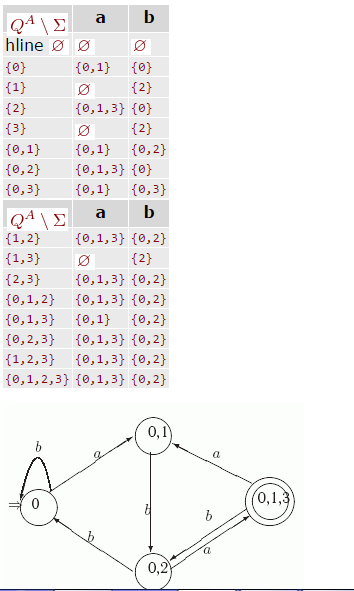 Q^A \ Σ a b
hline ∅ ∅ ∅
{0} {0,1} {0}
{1} ∅ {2}
{2} {0,1,3} {0}
{3} ∅ {2}
{0,1} {0,1} {0,2}
{0,2} {0,1,3} {0}
{0,3} {0,1} {0,3}
Q^A \ Σ a b
{1,2} {0,1,3} {0,2}
{1,3} ∅ {2}
{2,3} {0,1,3} {0,2}
{0,1,2} {0,1,3} {0,2}
{0,1,3} {0,1} {0,2}
{0,2,3} {0,1,3} {0,2}
{1,2,3} {0,1,3} {0,2}
{0,1,2,3} {0,1,3} {0,2}
0,1
b
a
a
0
0,1,3
b
b
b
a
0,2